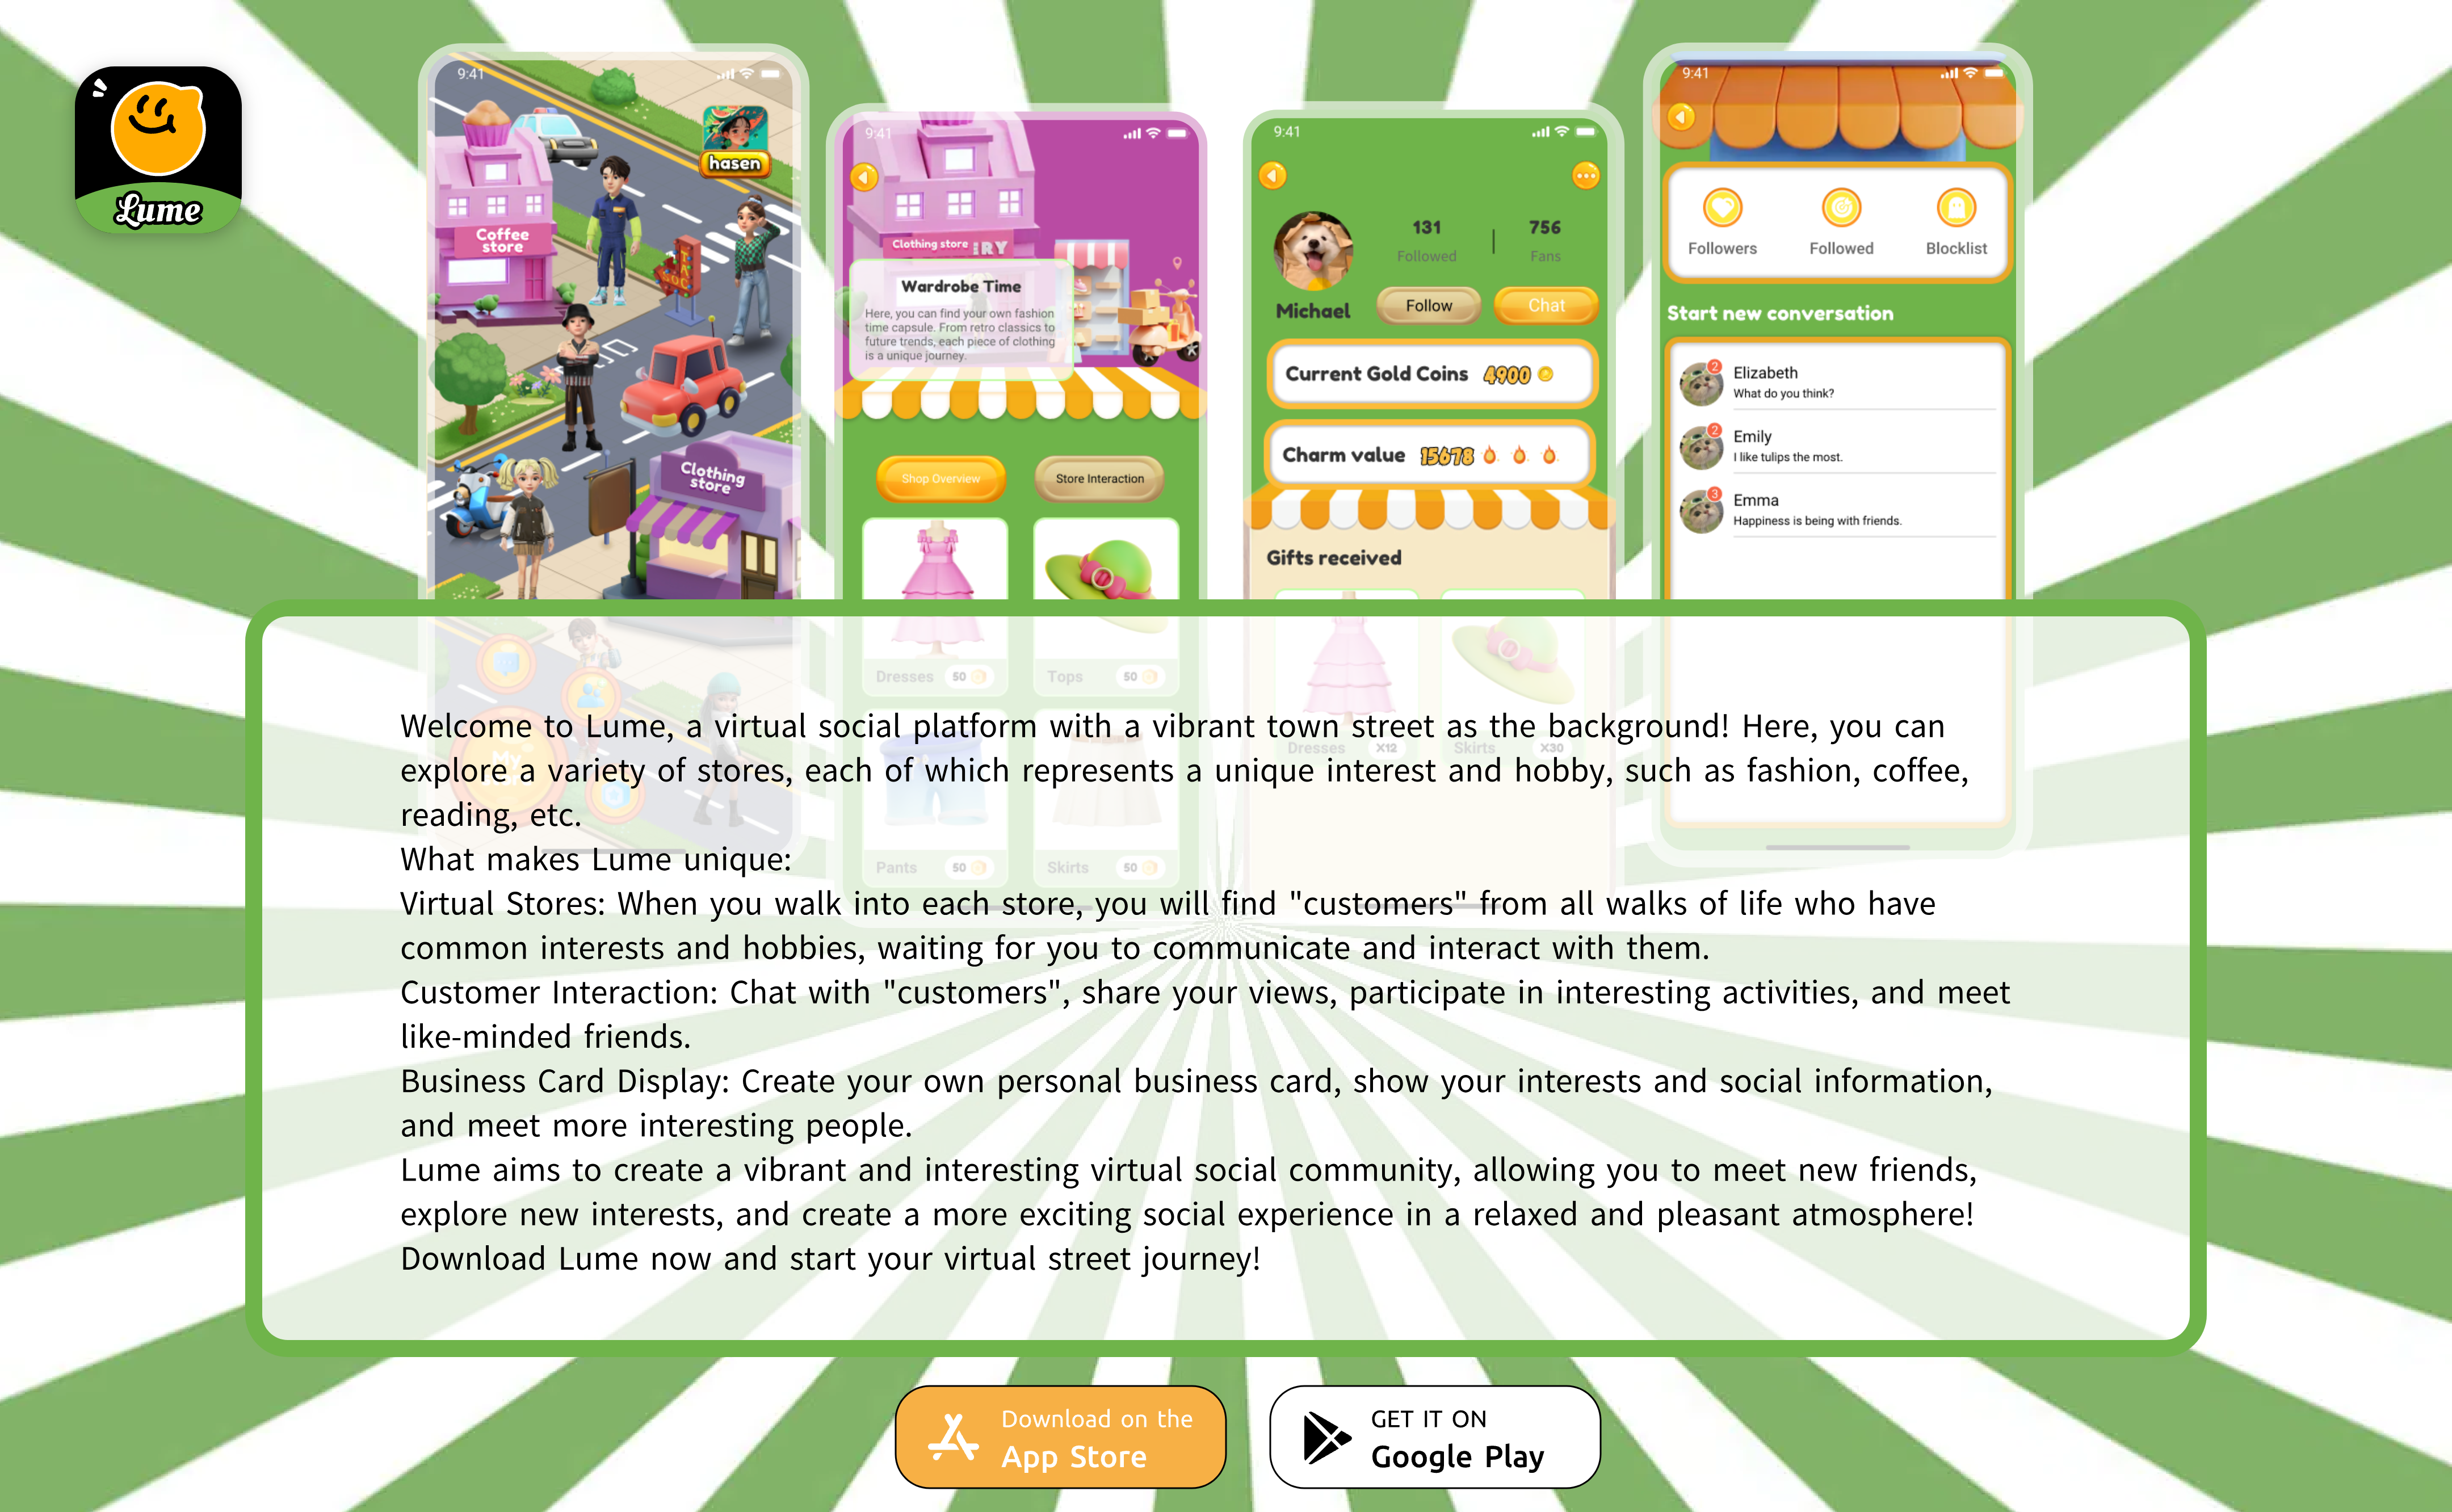 Lume
9:41
hasen
Coffee
store
Clothing
store
My
9:41
Clothing store
Wardrobe Time
Here, you can find your own fashion
time capsule. From retro classics to
future trends, each piece of clothing
is a unique journey.
Shop Overview
Store Interaction
Dresses 50
Tops 50
Pants 50
Skirts 50
9:41
131
Followed
756
Fans
Michael
Follow
Chat
Current Gold Coins 4900
Charm value 15678
Gifts received
Dresses X12
Skirts X30
9:41
Followers
Followed
Blocklist
Start new conversation
2
Elizabeth
What do you think?
2
Emily
I like tulips the most.
3
Emma
Happiness is being with friends.
Welcome to Lume, a virtual social platform with a vibrant town street as the background! Here, you can
explore a variety of stores, each of which represents a unique interest and hobby, such as fashion, coffee,
reading, etc.
What makes Lume unique:
Virtual Stores: When you walk into each store, you will find "customers" from all walks of life who have
common interests and hobbies, waiting for you to communicate and interact with them.
Customer Interaction: Chat with "customers", share your views, participate in interesting activities, and meet
like-minded friends.
Business Card Display: Create your own personal business card, show your interests and social information,
and meet more interesting people.
Lume aims to create a vibrant and interesting virtual social community, allowing you to meet new friends,
explore new interests, and create a more exciting social experience in a relaxed and pleasant atmosphere!
Download Lume now and start your virtual street journey!
Download on the
App Store
GET IT ON
Google Play